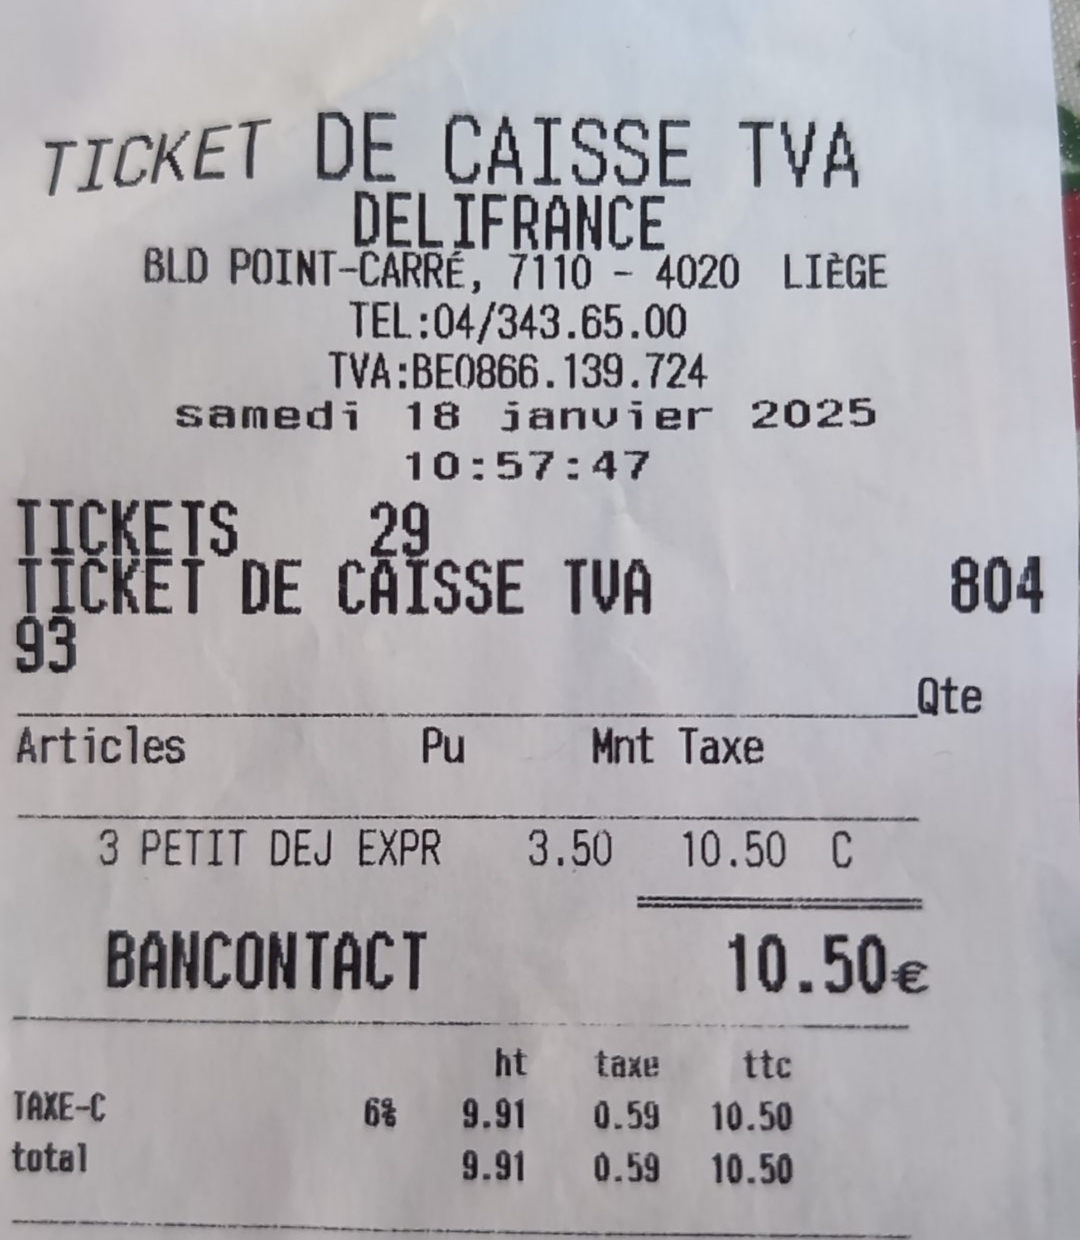 TICKET DE CAISSE TVA
DELIFRANCE
BLD POINT-CARRÉ, 7110 - 4020 LIÈGE
TEL:04/343.65.00
TVA:BE0866.139.724
samedi 18 janvier 2025
10:57:47
TICKETS 29
TICKET DE CAISSE TVA 804
93
Qte
Articles Pu Mnt Taxe
3 PETIT DEJ EXPR 3.50 10.50 C
BANCONTACT 10.50€
ht taxe ttc
TAXE-C 6% 9.91 0.59 10.50
total 9.91 0.59 10.50